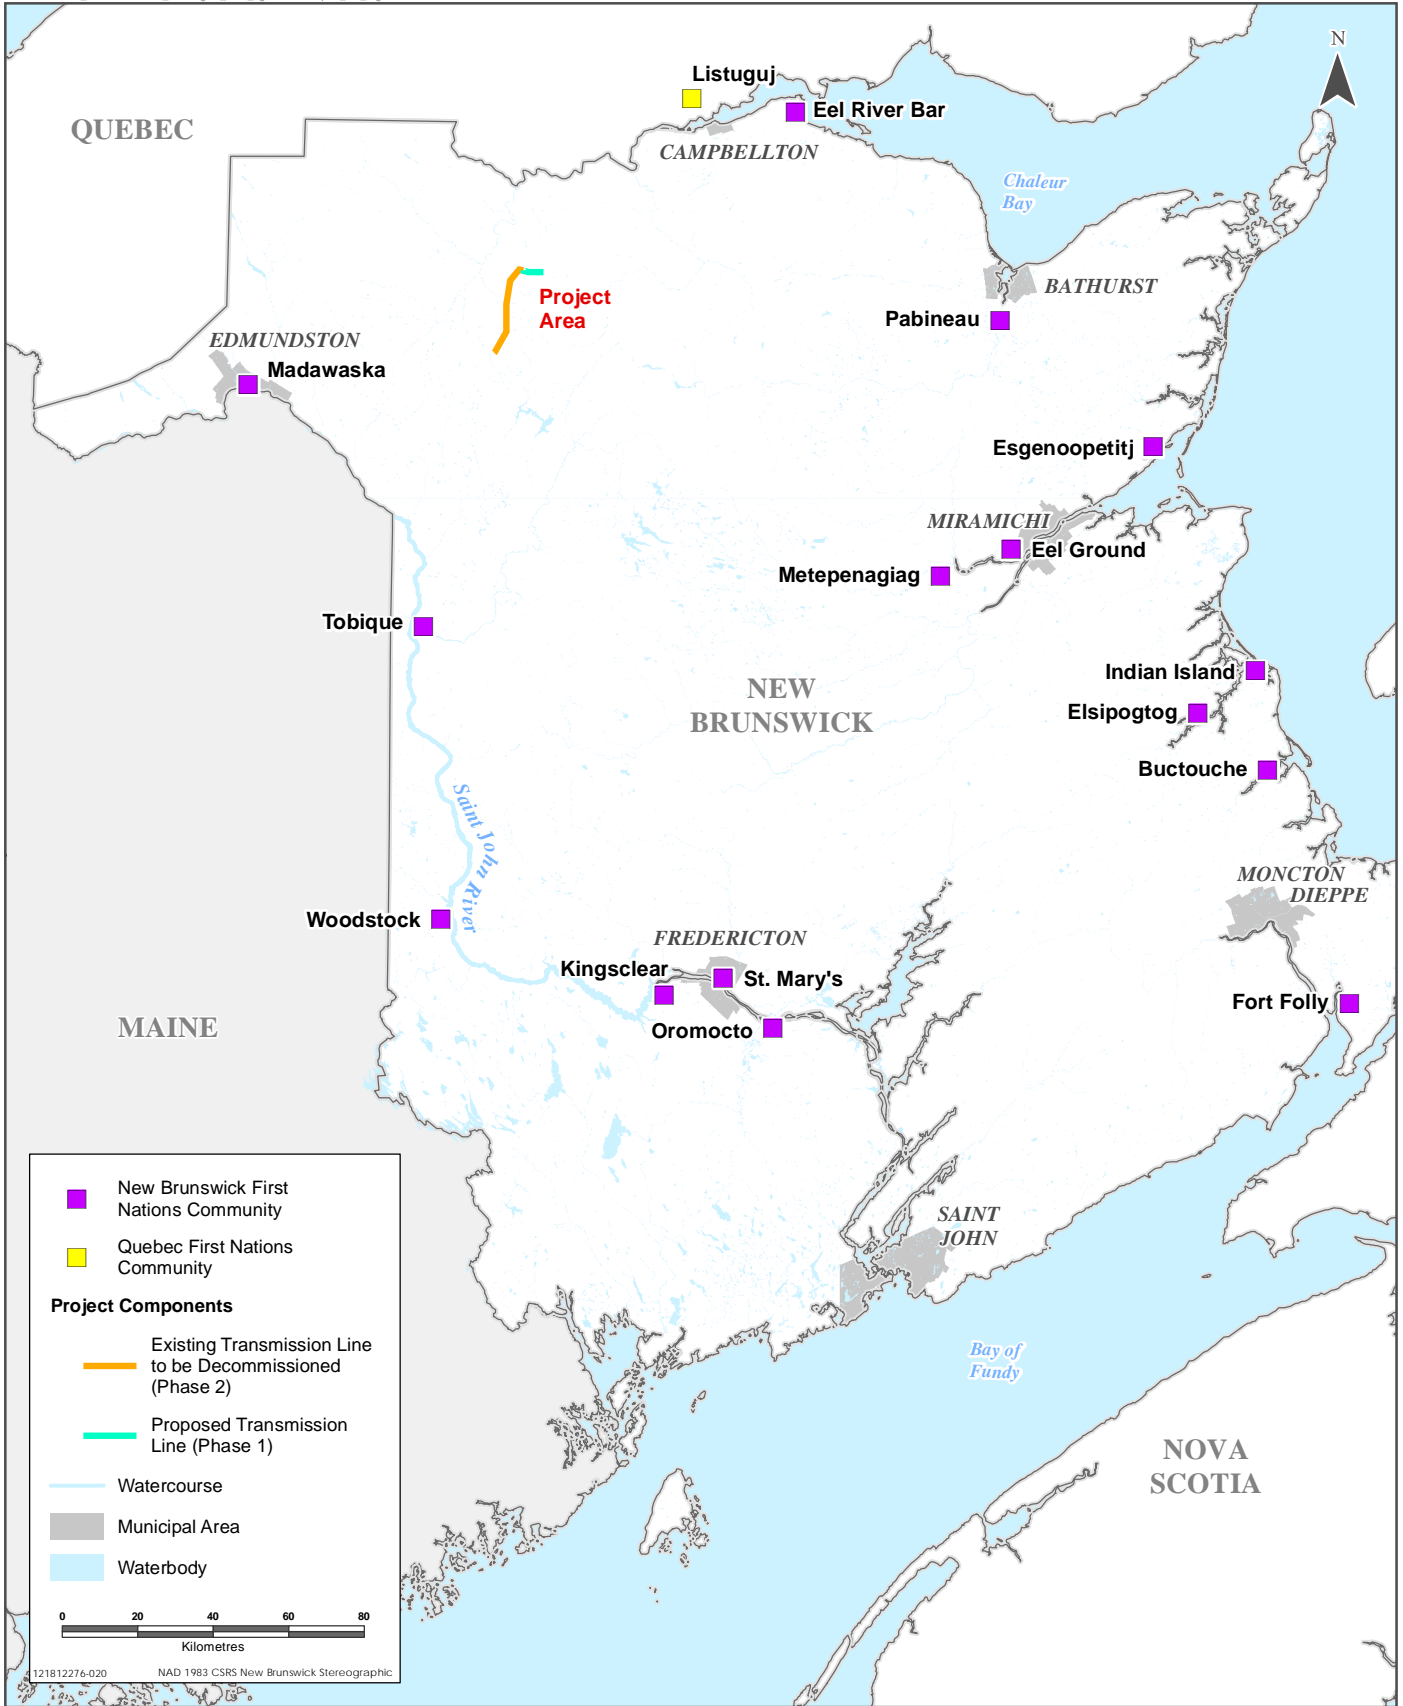 N
Listuguj
Eel River Bar
QUEBEC
CAMPBELLTON
Chaleur
Bay
BATHURST
Project
Area
Pabineau
EDMUNDSTON
Madawaska
Esgenoopetitj
MIRAMICHI
Eel Ground
Metepenagiag
Tobique
Indian Island
NEW
BRUNSWICK
Elsipogtog
Buctouche
Saint John River
MONCTON
DIEPPE
Woodstock
FREDERICTON
Kingsclear
St. Mary's
Fort Folly
MAINE
Oromocto
SAINT
JOHN
Bay of
Fundy
NOVA
SCOTIA
New Brunswick First
Nations Community
Quebec First Nations
Community
Project Components
Existing Transmission Line
to be Decommissioned
(Phase 2)
Proposed Transmission
Line (Phase 1)
Watercourse
Municipal Area
Waterbody
0 20 40 60 80
Kilometres
121812276-020 NAD 1983 CSRS New Brunswick Stereographic